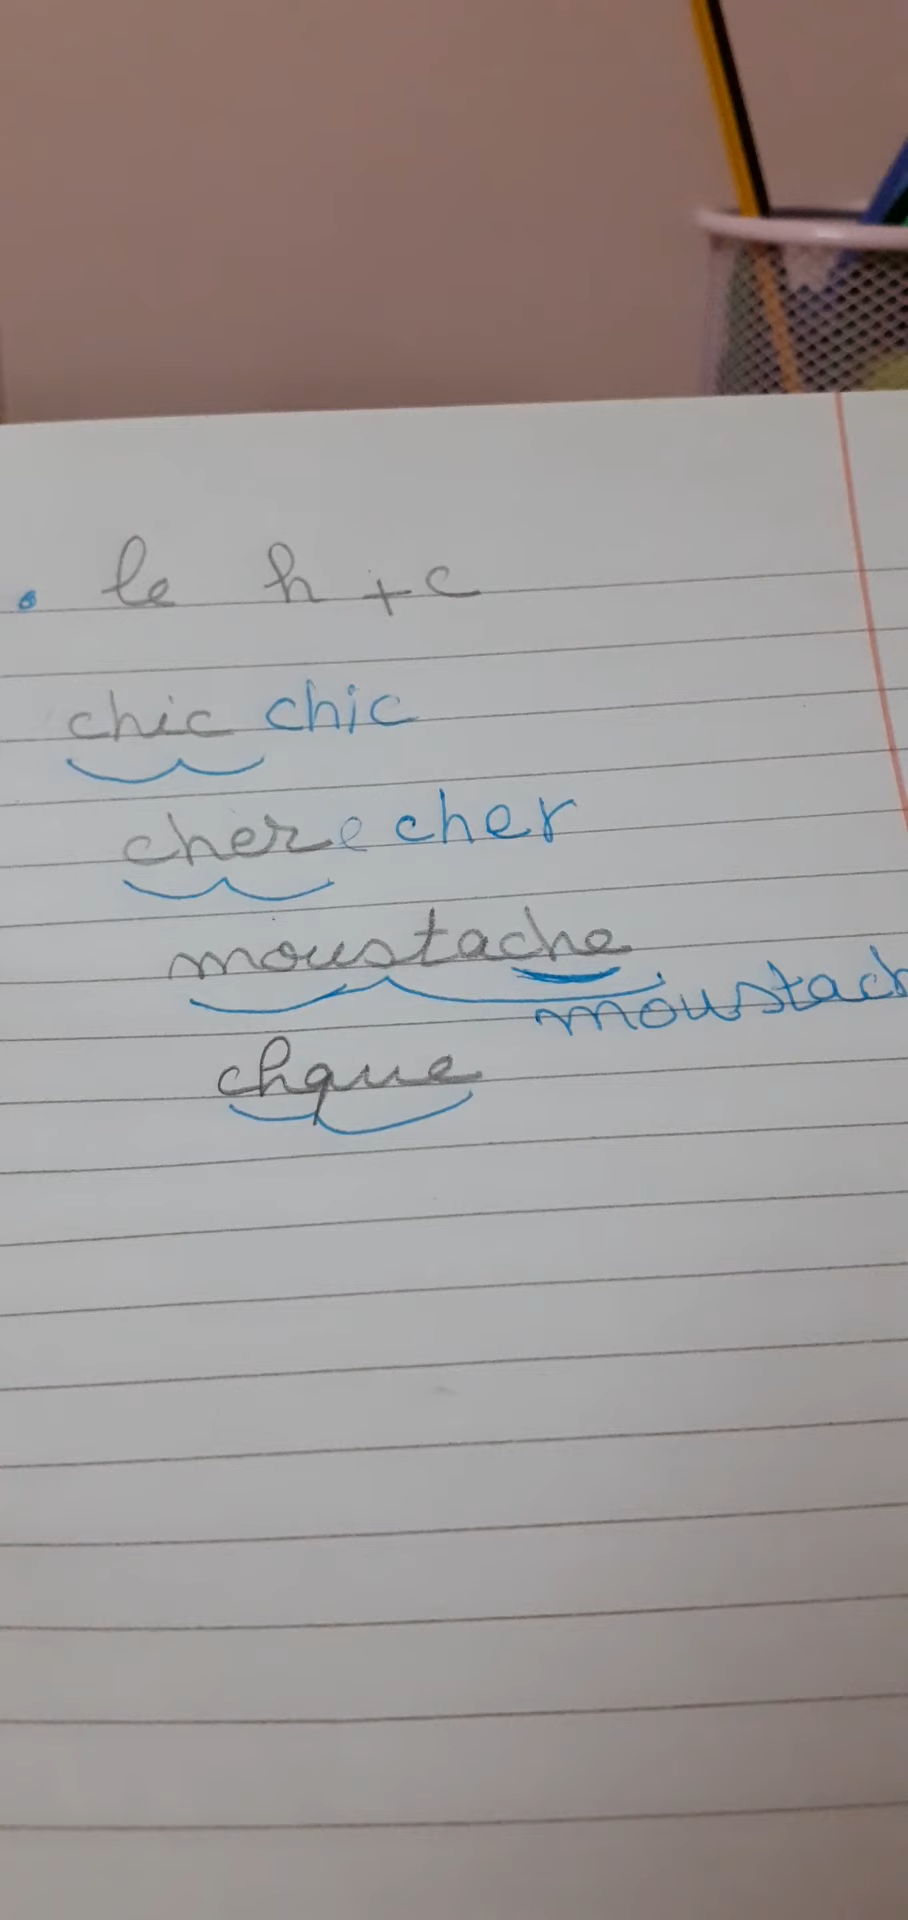 . le h + c
chic chic
chere cher
moustache
moustach
chque